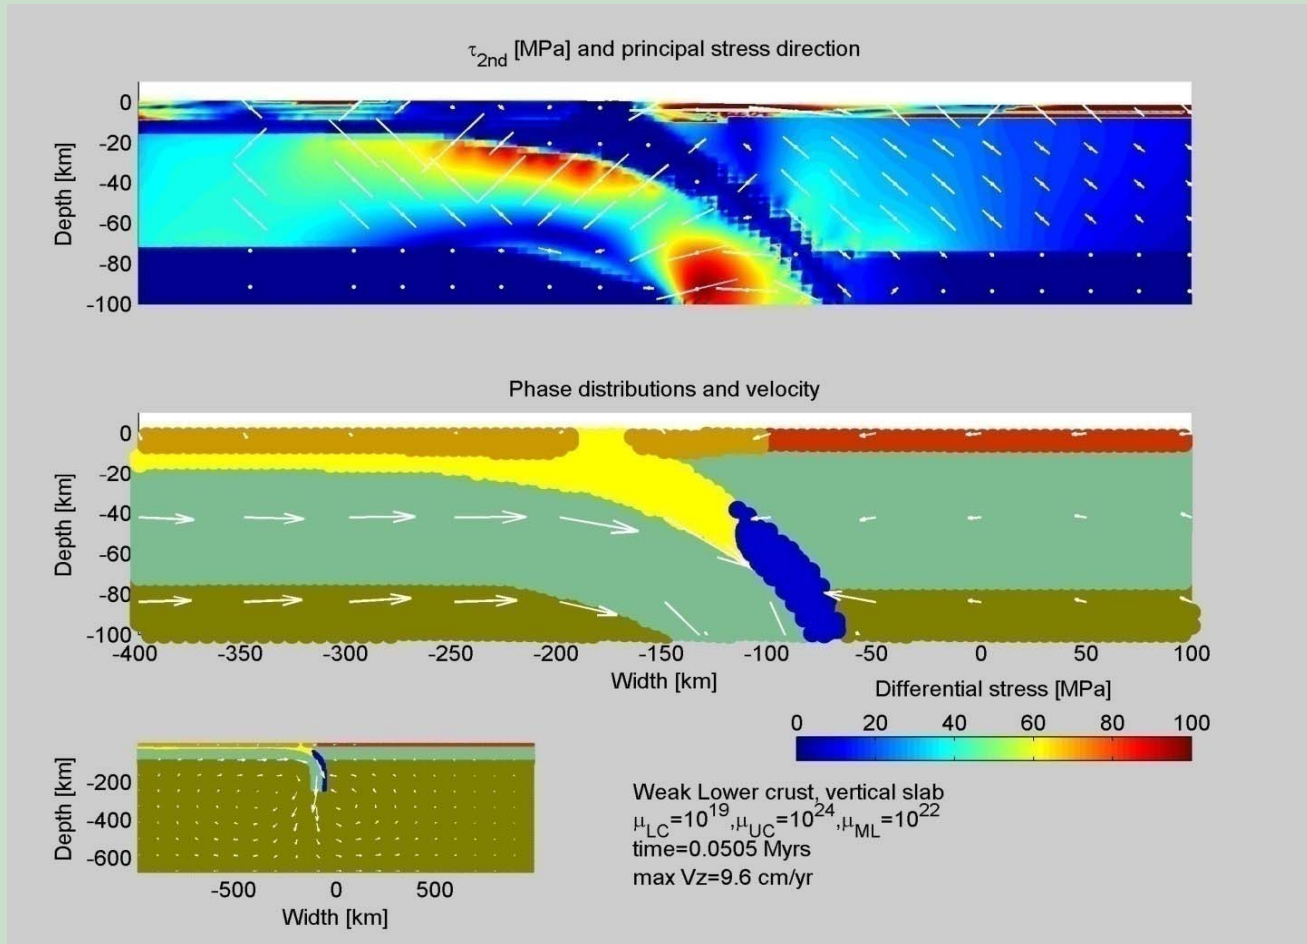 τ2nd [MPa] and principal stress direction
0
-20
-40
-60
-80
-100
Depth [km]
Phase distributions and velocity
0
-20
-40
-60
-80
-100
Depth [km]
-400 -350 -300 -250 -200 -150 -100 -50 0 50 100
Width [km]
Differential stress [MPa]
0 20 40 60 80 100
-200
-400
-600
Depth [km]
-500 0 500
Width [km]
Weak Lower crust, vertical slab
μLC=10^19,μUC=10^24,μML=10^22
time=0.0505 Myrs
max Vz=9.6 cm/yr